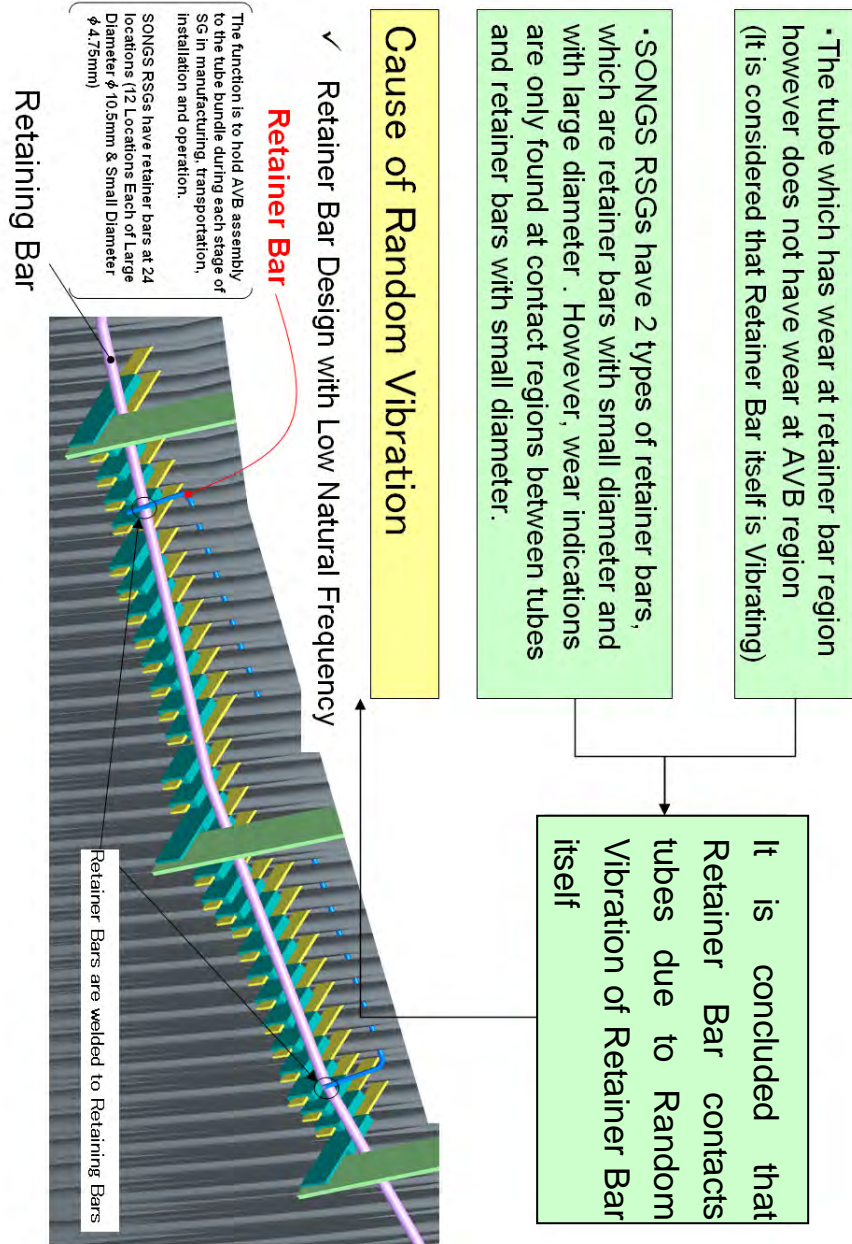 ・The tube which has wear at retainer bar region
however does not have wear at AVB region
(It is considered that Retainer Bar itself is Vibrating)
・SONGS RSGs have 2 types of retainer bars,
which are retainer bars with small diameter and
with large diameter . However, wear indications
are only found at contact regions between tubes
and retainer bars with small diameter.
It is concluded that
Retainer Bar contacts
tubes due to Random
Vibration of Retainer Bar
itself
Cause of Random Vibration
✓ Retainer Bar Design with Low Natural Frequency
Retainer Bar
The function is to hold AVB assembly
to the tube bundle during each stage of
SG in manufacturing, transportation,
installation and operation.
SONGS RSGs have retainer bars at 24
locations (12 Locations Each of Large
Diameter φ 10.5mm & Small Diameter
φ 4.75mm)
Retaining Bar
Retainer Bars are welded to Retaining Bars